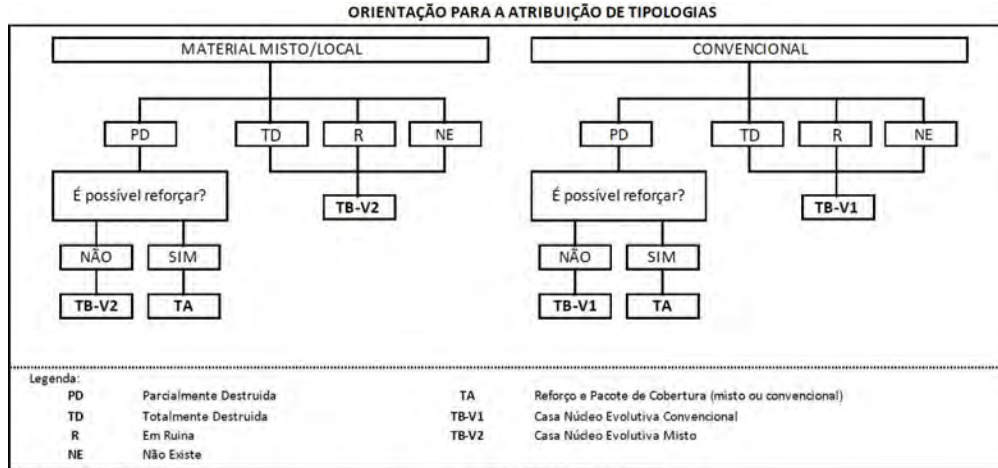 ORIENTAÇÃO PARA A ATRIBUIÇÃO DE TIPOLOGIAS
MATERIAL MISTO/LOCAL
CONVENCIONAL
PD TD R NE
PD TD R NE
É possível reforçar?
TB-V2
É possível reforçar?
TB-V1
NÃO SIM
NÃO SIM
TB-V2 TA
TB-V1 TA
Legenda:
PD Parcialmente Destruida TA Reforço e Pacote de Cobertura (misto ou convencional)
TD Totalmente Destruida TB-V1 Casa Núcleo Evolutiva Convencional
R Em Ruina TB-V2 Casa Núdeo Evolutiva Misto
NE Não Existe